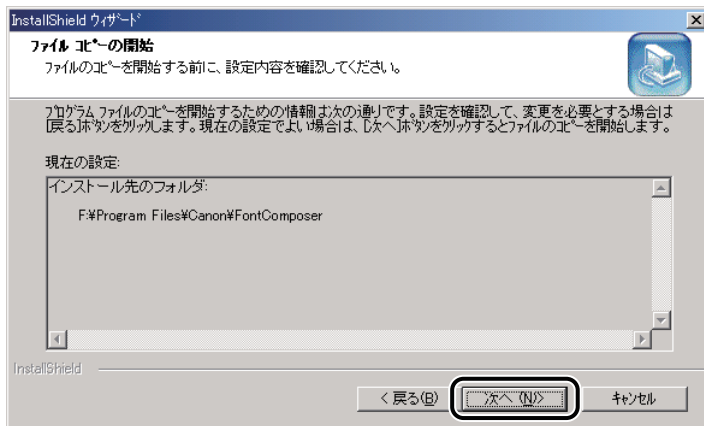 InstallShield ウィザード
ファイル コピーの開始
ファイルのコピーを開始する前に、設定内容を確認してください。
プログラム ファイルのコピーを開始するための情報は次の通りです。設定を確認して、変更を必要とする場合は
[戻る]ボタンをクリックします。現在の設定でよい場合は、[次へ]ボタンをクリックするとファイルのコピーを開始します。
現在の設定:
インストール先のフォルダ:
F:¥Program Files¥Canon¥FontComposer
InstallShield
< 戻る(B)
次へ (N)>
キャンセル